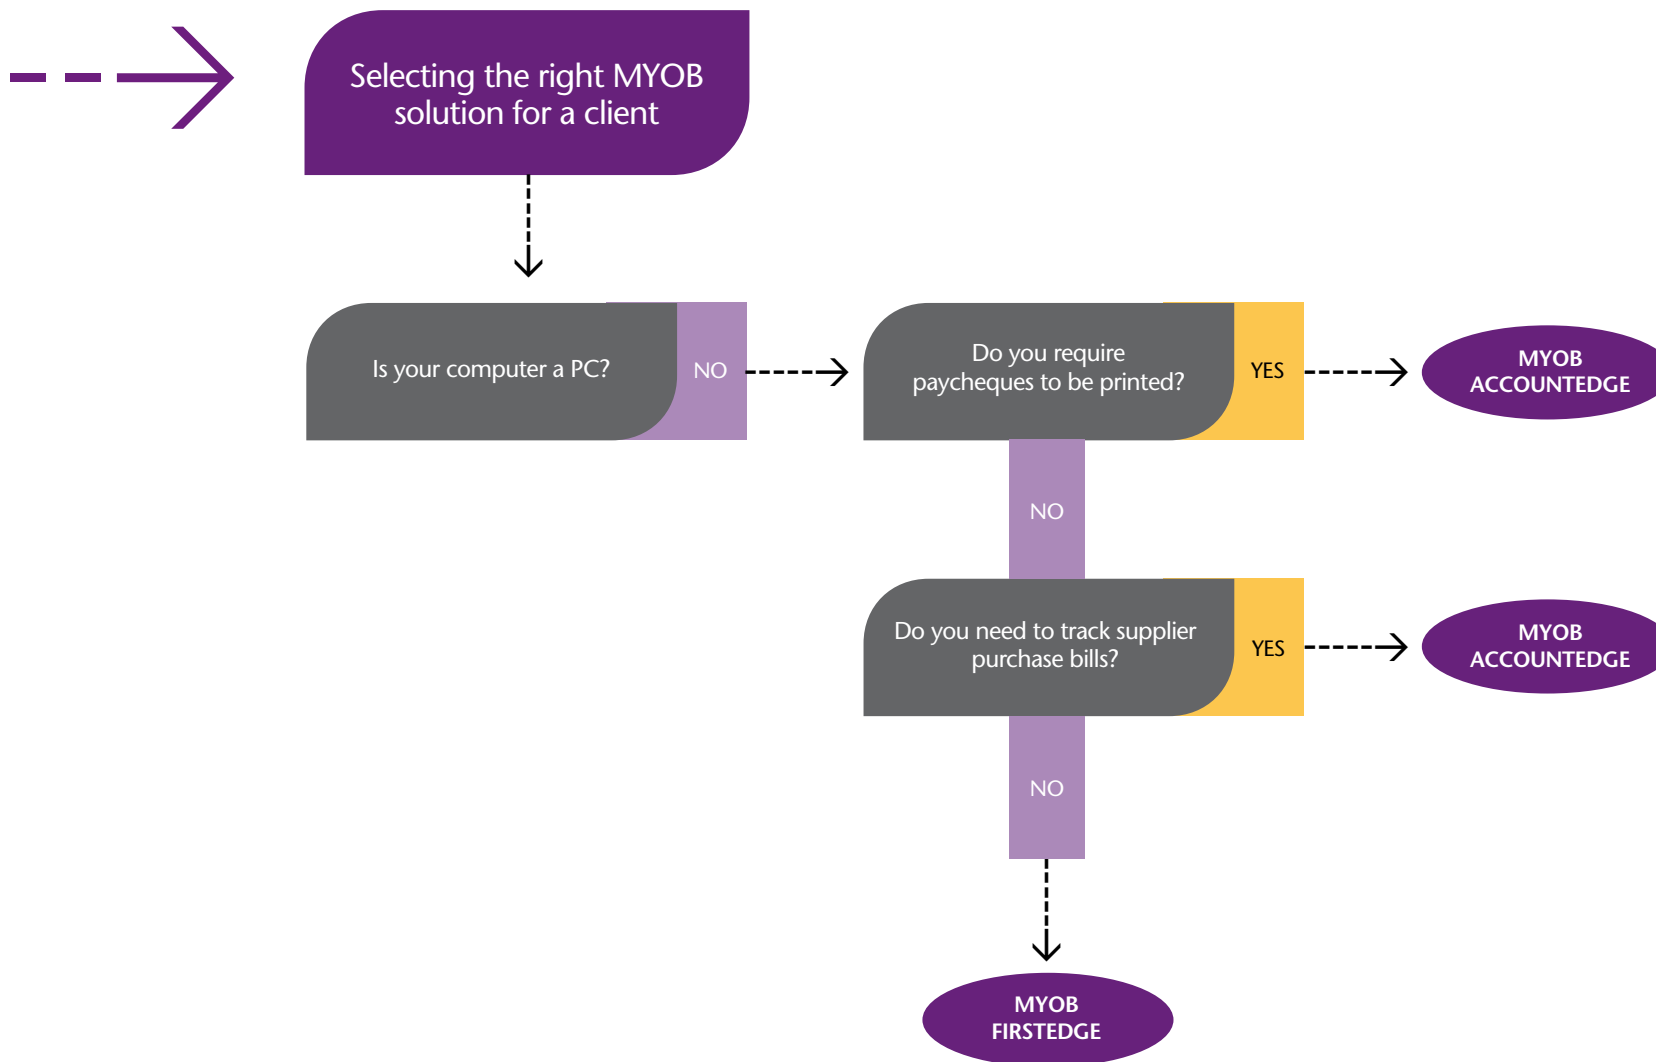 Selecting the right MYOB
solution for a client
Is your computer a PC?
NO
Do you require
paycheques to be printed?
YES
MYOB
ACCOUNTEDGE
NO
Do you need to track supplier
purchase bills?
YES
MYOB
ACCOUNTEDGE
NO
MYOB
FIRSTEDGE